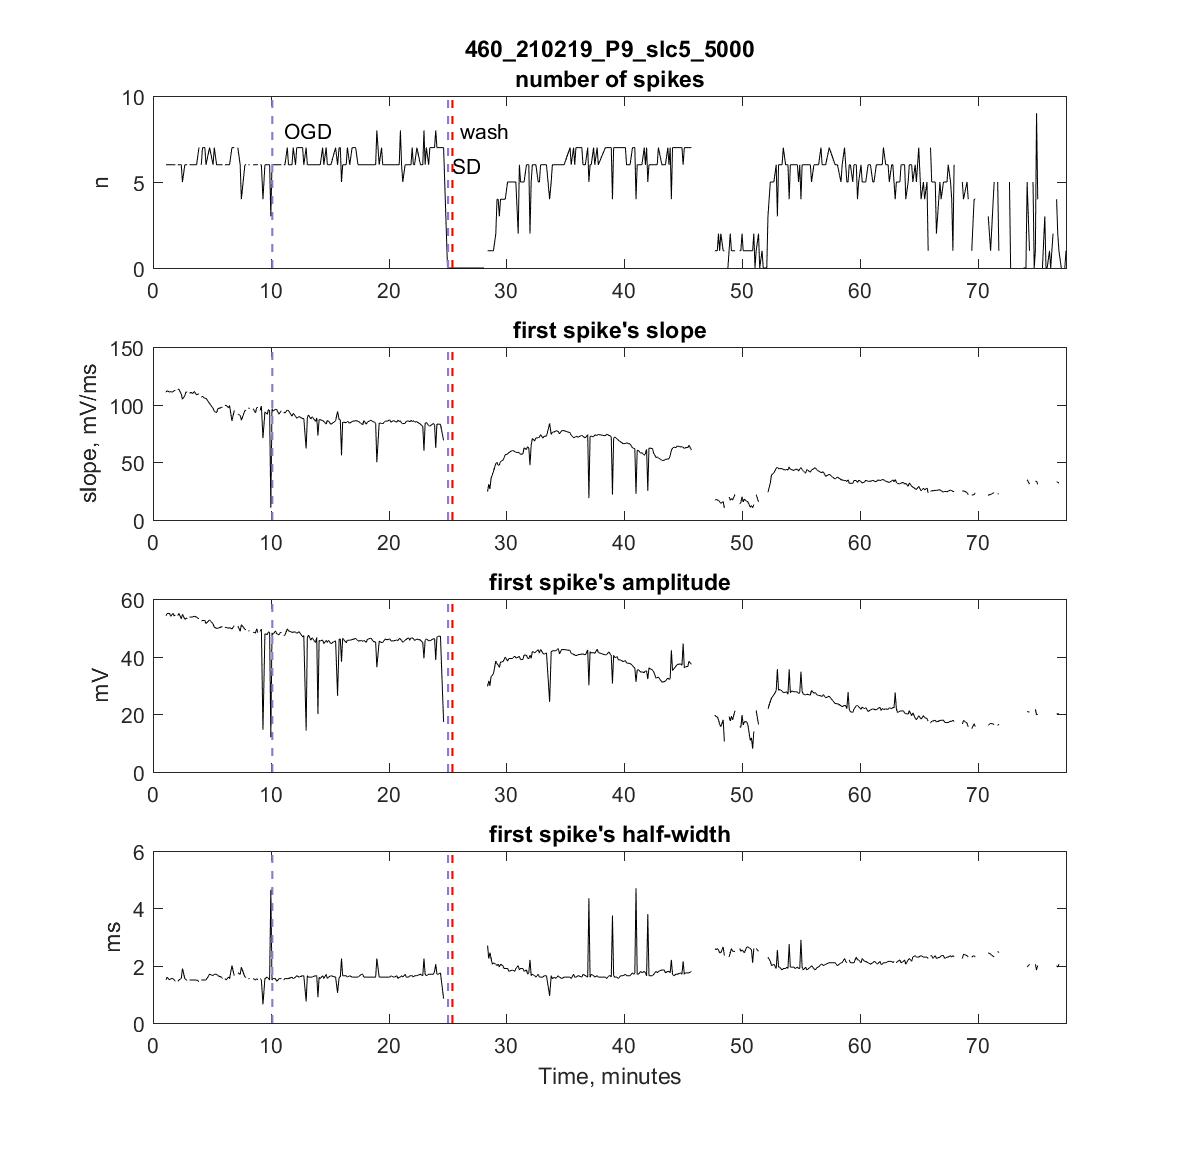 460_210219_P9_slc5_5000
number of spikes
10
5
0
n
OGD
wash
SD
0 10 20 30 40 50 60 70
first spike's slope
150
100
50
0
slope, mV/ms
0 10 20 30 40 50 60 70
first spike's amplitude
60
40
20
0
mV
0 10 20 30 40 50 60 70
first spike's half-width
6
4
2
0
ms
0 10 20 30 40 50 60 70
Time, minutes